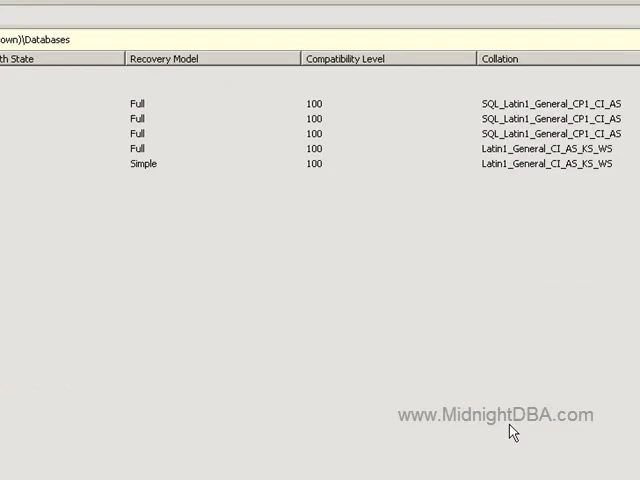 own)\Databases
th State Recovery Model Compatibility Level Collation
Full 100 SQL_Latin1_General_CP1_CI_AS
Full 100 SQL_Latin1_General_CP1_CI_AS
Full 100 SQL_Latin1_General_CP1_CI_AS
Full 100 Latin1_General_CI_AS_KS_WS
Simple 100 Latin1_General_CI_AS_KS_WS
www.MidnightDBA.com